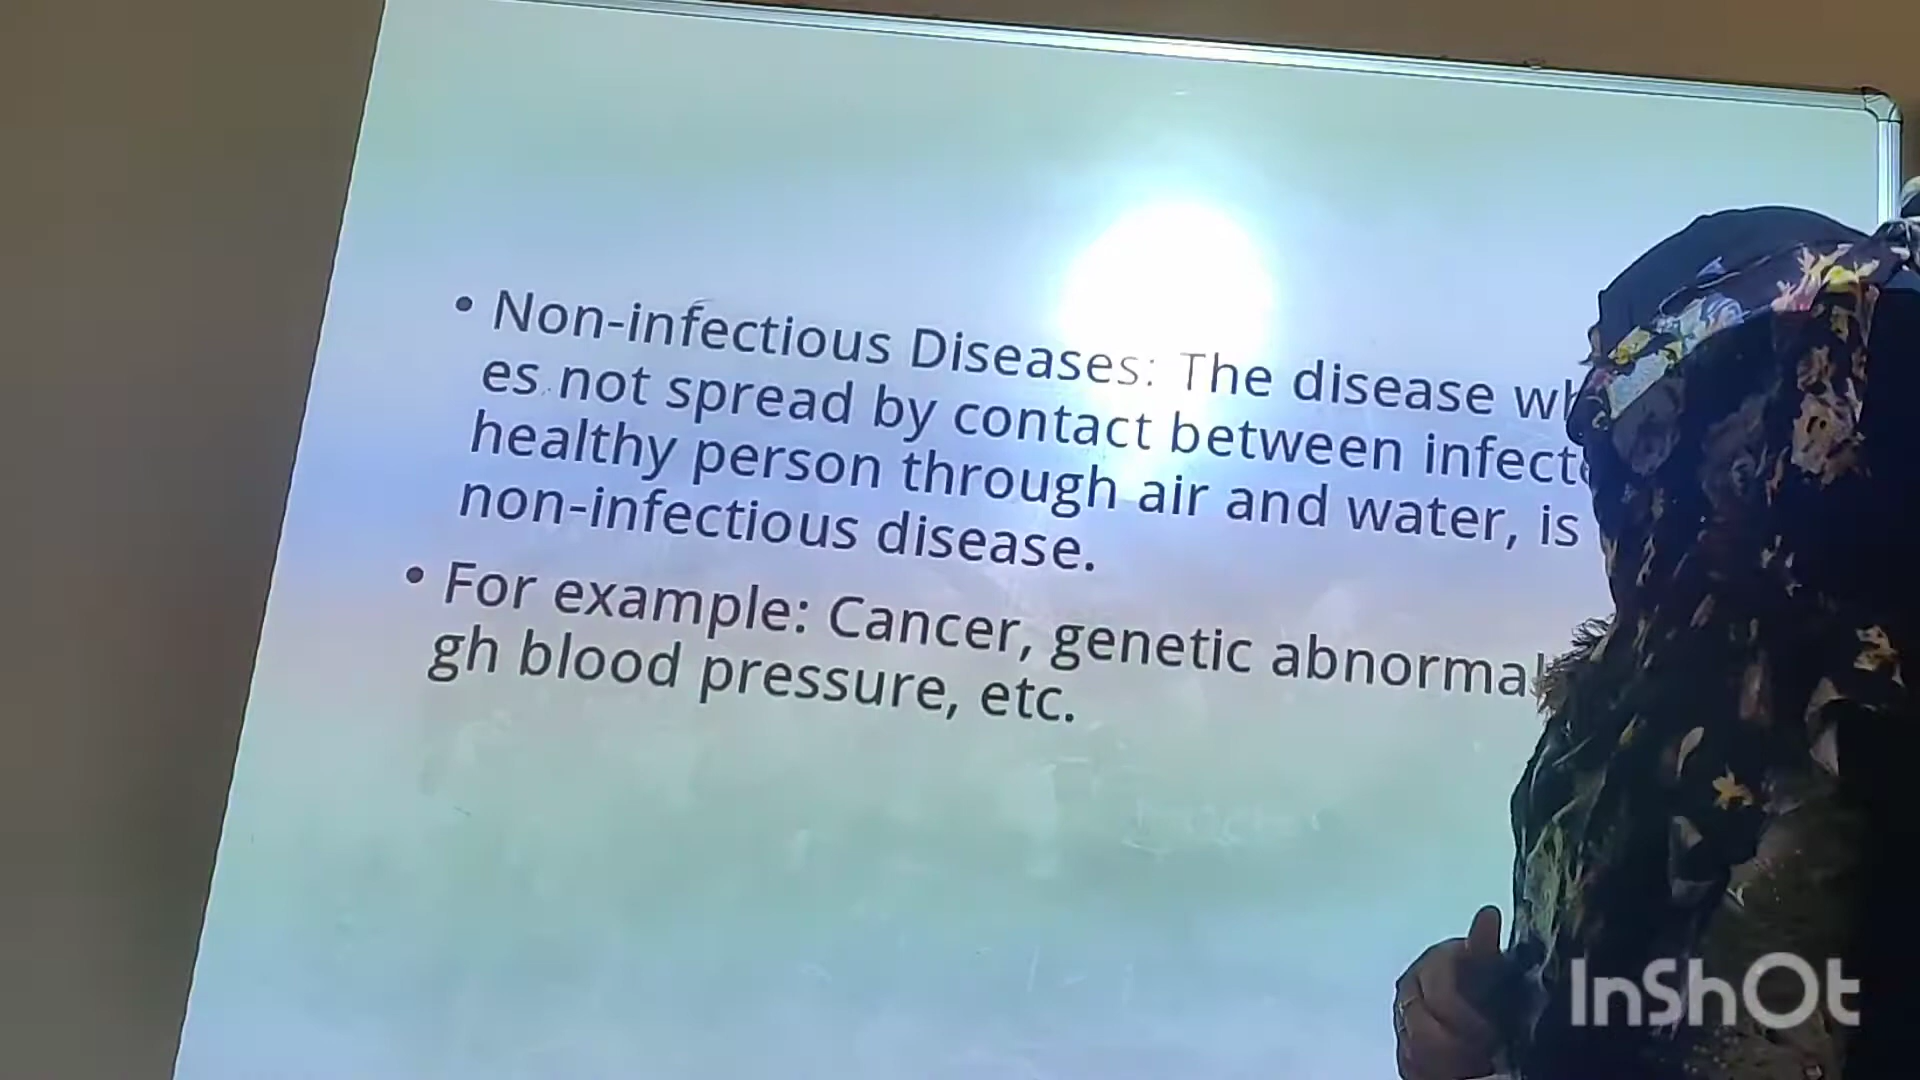 • Non-infectious Diseases: The disease wh
es not spread by contact between infect
healthy person through air and water, is
non-infectious disease.
• For example: Cancer, genetic abnormal
gh blood pressure, etc.
InShOt